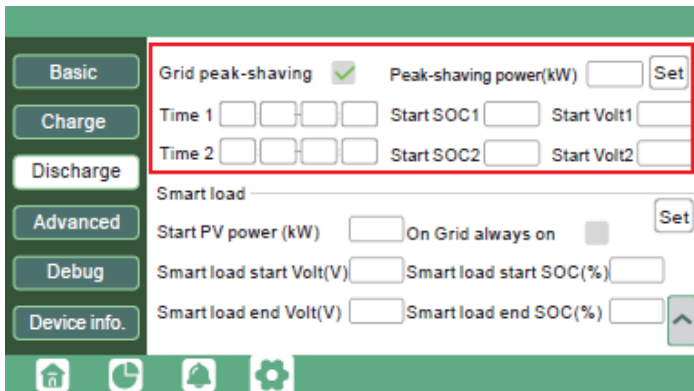 Basic
Charge
Discharge
Advanced
Debug
Device info.
Grid peak-shaving Peak-shaving power(kW) Set
Time 1 Start SOC1 Start Volt1
Time 2 Start SOC2 Start Volt2
Smart load
Set
Start PV power (kW) On Grid always on
Smart load start Volt(V) Smart load start SOC(%)
Smart load end Volt(V) Smart load end SOC(%)